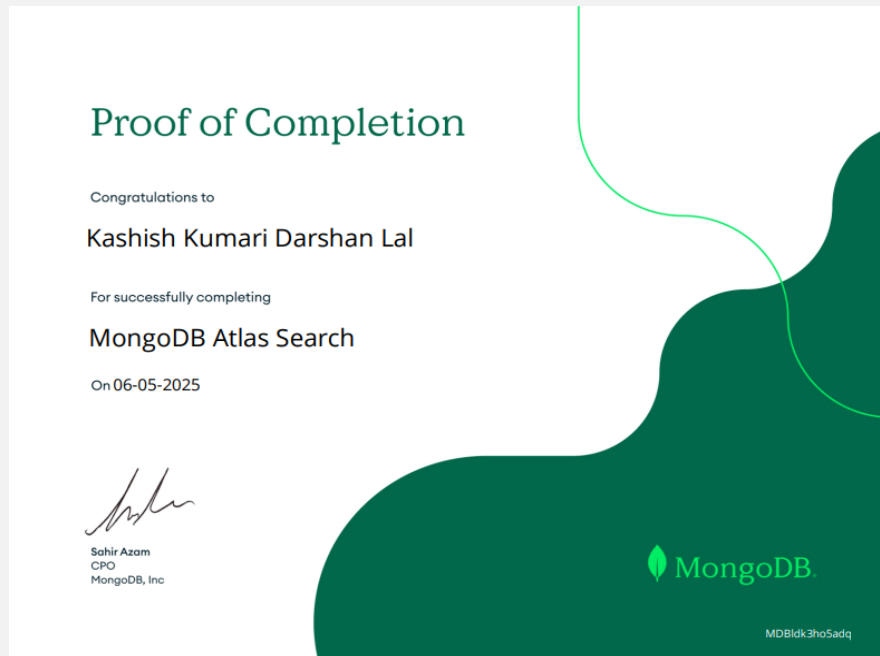 Proof of Completion
Congratulations to
Kashish Kumari Darshan Lal
For successfully completing
MongoDB Atlas Search
On 06-05-2025
Sahir Azam
CPO
MongoDB, Inc
MongoDB.
MDBldk3ho5adq